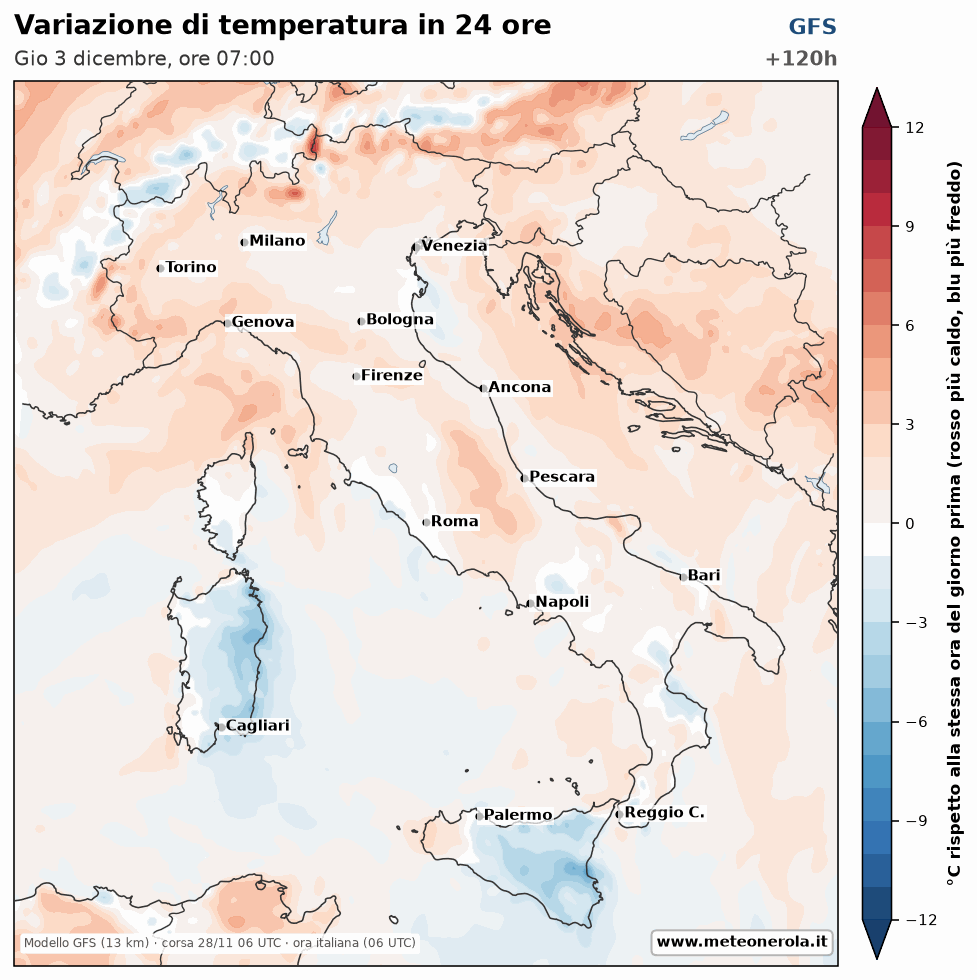 Variazione di temperatura in 24 ore
GFS
Gio 3 dicembre, ore 07:00
+120h
Milano
Venezia
Torino
Genova
Bologna
Firenze
Ancona
Pescara
Roma
Bari
Napoli
Cagliari
Palermo
Reggio C.
12
9
6
3
0
−3
−6
−9
−12
°C rispetto alla stessa ora del giorno prima (rosso più caldo, blu più freddo)
Modello GFS (13 km) · corsa 28/11 06 UTC · ora italiana (06 UTC)
www.meteonerola.it